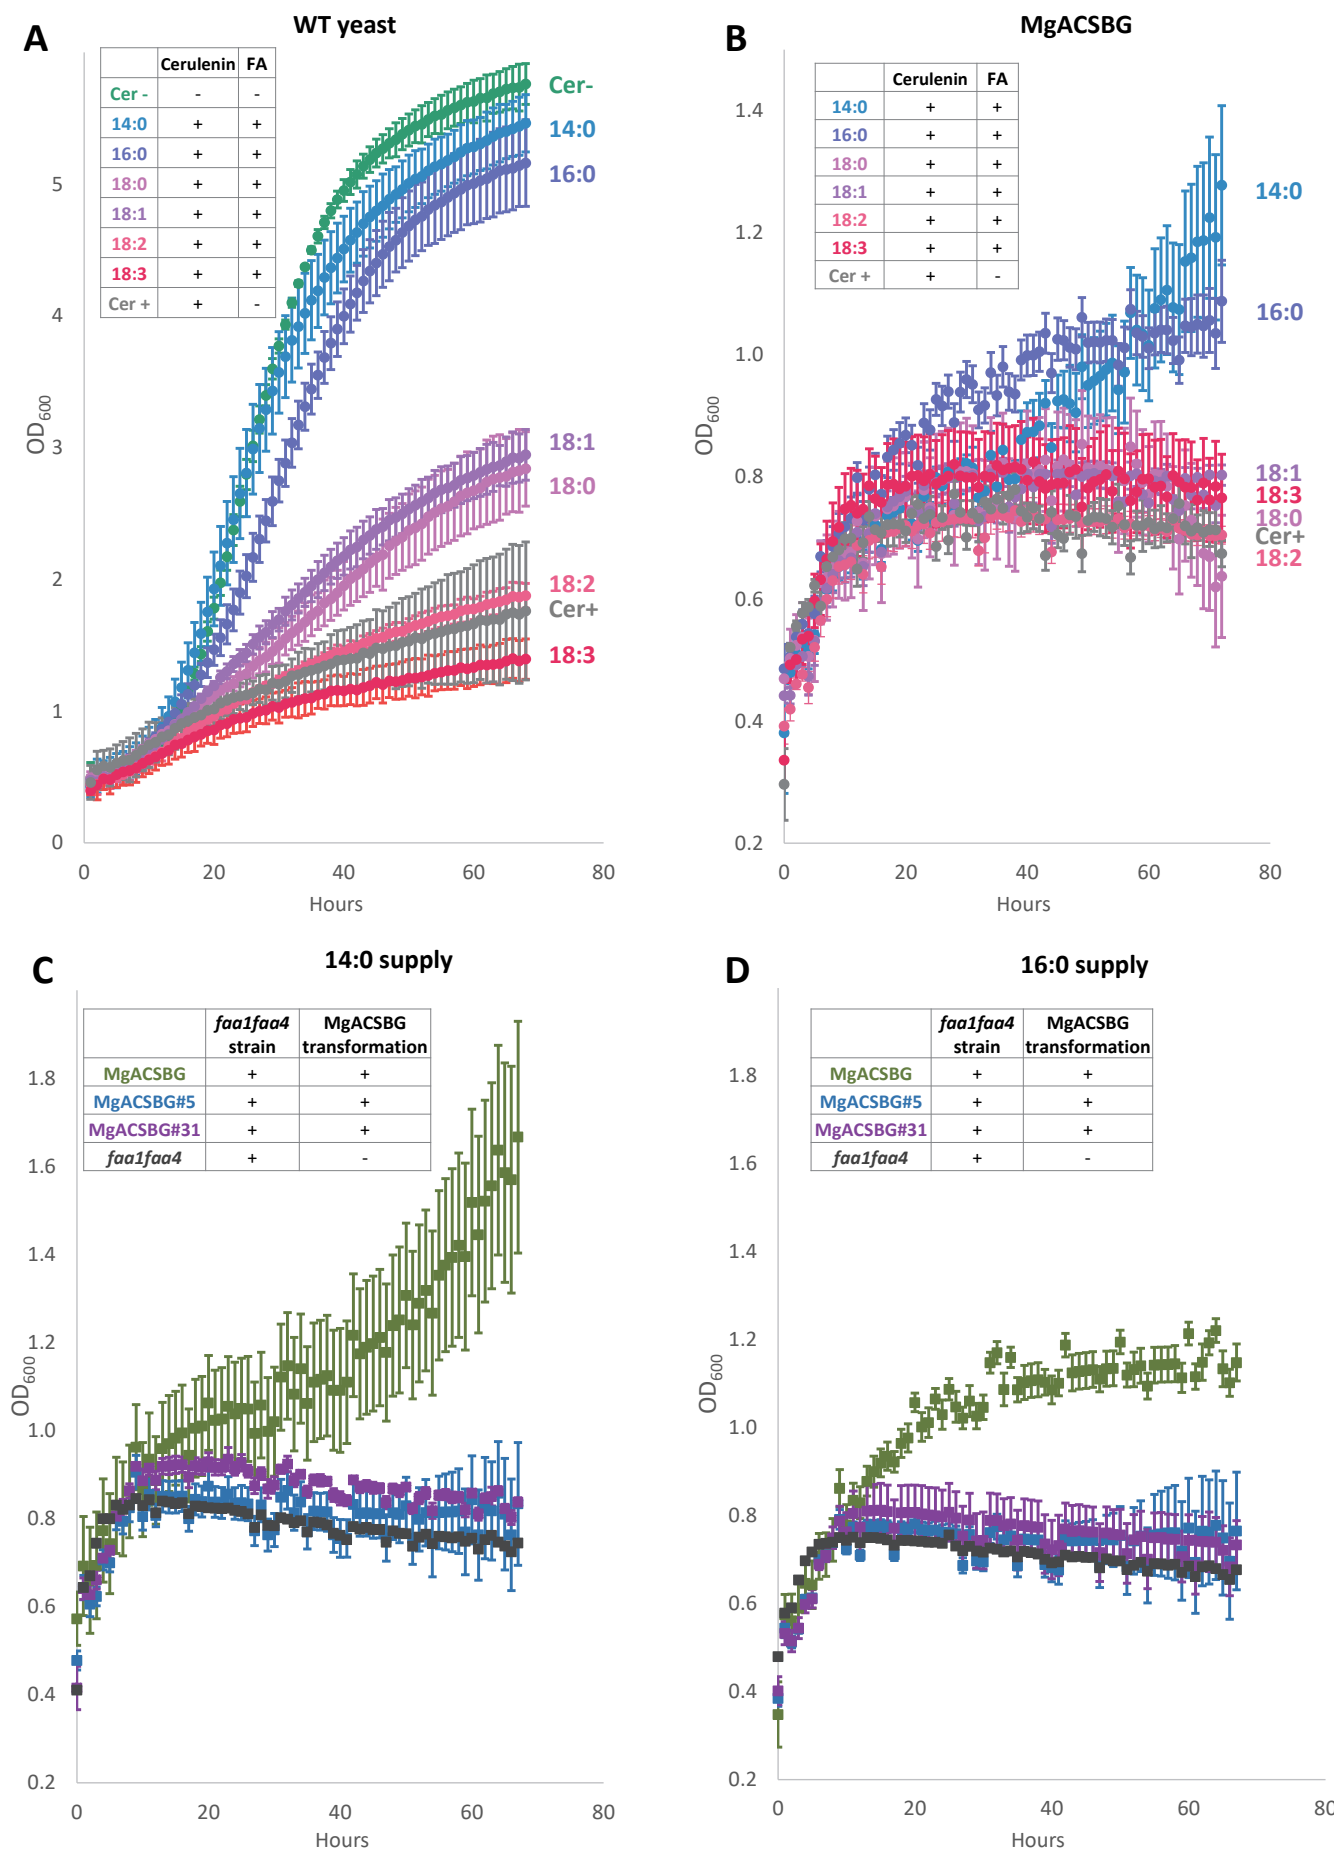 A
WT yeast
Cerulenin FA
Cer - - -
14:0 + +
16:0 + +
18:0 + +
18:1 + +
18:2 + +
18:3 + +
Cer + + -
Cer-
14:0
16:0
18:1
18:0
18:2
Cer+
18:3
OD600
5
4
3
2
1
0
0 20 40 60 80
Hours
B
MgACSBG
Cerulenin FA
14:0 + +
16:0 + +
18:0 + +
18:1 + +
18:2 + +
18:3 + +
Cer + + -
14:0
16:0
18:1
18:3
18:0
Cer+
18:2
OD600
1.4
1.2
1.0
0.8
0.6
0.4
0.2
0 20 40 60 80
Hours
C
14:0 supply
faa1faa4 MgACSBG
strain transformation
MgACSBG + +
MgACSBG#5 + +
MgACSBG#31 + +
faa1faa4 + -
OD600
1.8
1.6
1.4
1.2
1.0
0.8
0.6
0.4
0.2
0 20 40 60 80
Hours
D
16:0 supply
faa1faa4 MgACSBG
strain transformation
MgACSBG + +
MgACSBG#5 + +
MgACSBG#31 + +
faa1faa4 + -
OD600
1.8
1.6
1.4
1.2
1.0
0.8
0.6
0.4
0.2
0 20 40 60 80
Hours